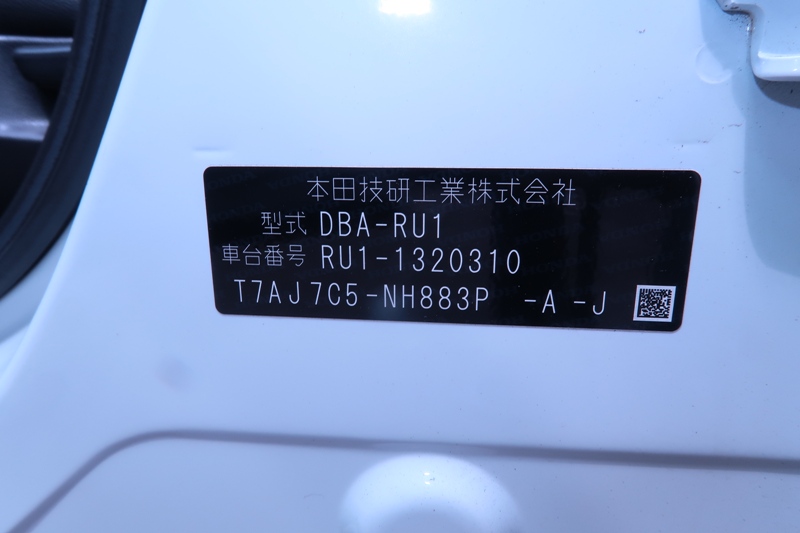 本田技研工業株式会社
型式 DBA-RU1
車台番号 RU1-1320310
T7AJ7C5-NH883P -A -J